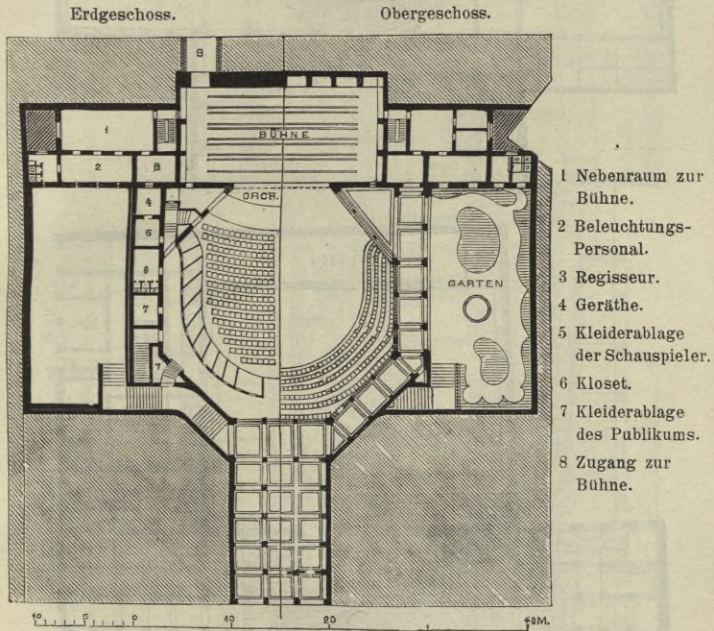 Erdgeschoss.
Obergeschoss.
8
1
BÜHNE
2
3
4
ORCH.
5
6
GARTEN
7
7
1 Nebenraum zur
Bühne.
2 Beleuchtungs-
Personal.
3 Regisseur.
4 Geräthe.
5 Kleiderablage
der Schauspieler.
6 Kloset.
7 Kleiderablage
des Publikums.
8 Zugang zur
Bühne.
10 5 0 10 20 40M.